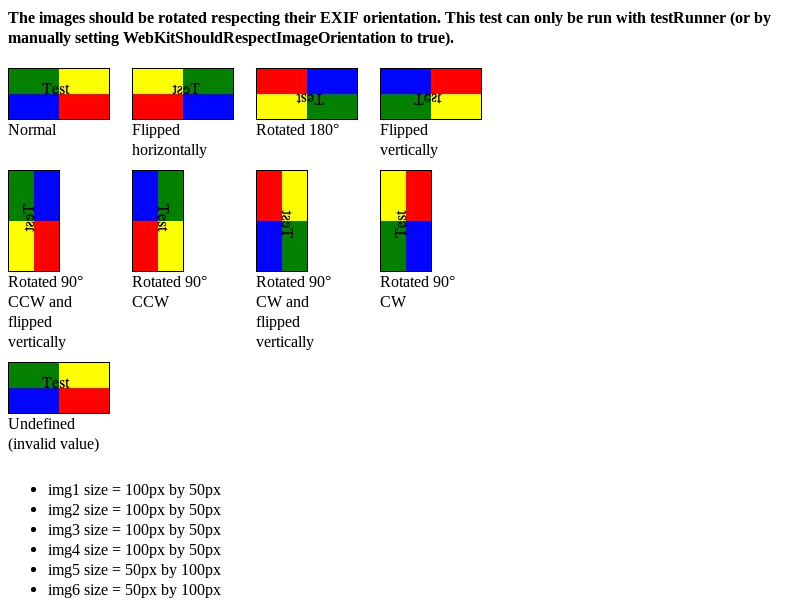 The images should be rotated respecting their EXIF orientation. This test can only be run with testRunner (or by
manually setting WebKitShouldRespectImageOrientation to true).
Test
Test
Test
Test
Normal
Flipped
horizontally
Rotated 180°
Flipped
vertically
Test
Test
Test
Test
Rotated 90°
CCW and
flipped
vertically
Rotated 90°
CCW
Rotated 90°
CW and
flipped
vertically
Rotated 90°
CW
Test
Undefined
(invalid value)
• img1 size = 100px by 50px
• img2 size = 100px by 50px
• img3 size = 100px by 50px
• img4 size = 100px by 50px
• img5 size = 50px by 100px
• img6 size = 50px by 100px